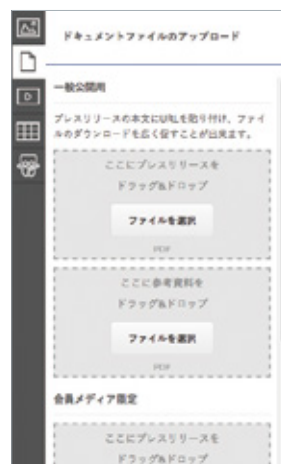 ドキュメントファイルのアップロード
一般公開用
プレスリリースの本文にURLを貼り付け、ファイ
ルのダウンロードを広く促すことが出来ます。
ここにプレスリリースを
ドラッグ&ドロップ
ファイルを選択
PDF
ここに参考資料を
ドラッグ&ドロップ
ファイルを選択
PDF
会員メディア限定
ここにプレスリリースを
ドラッグ&ドロップ